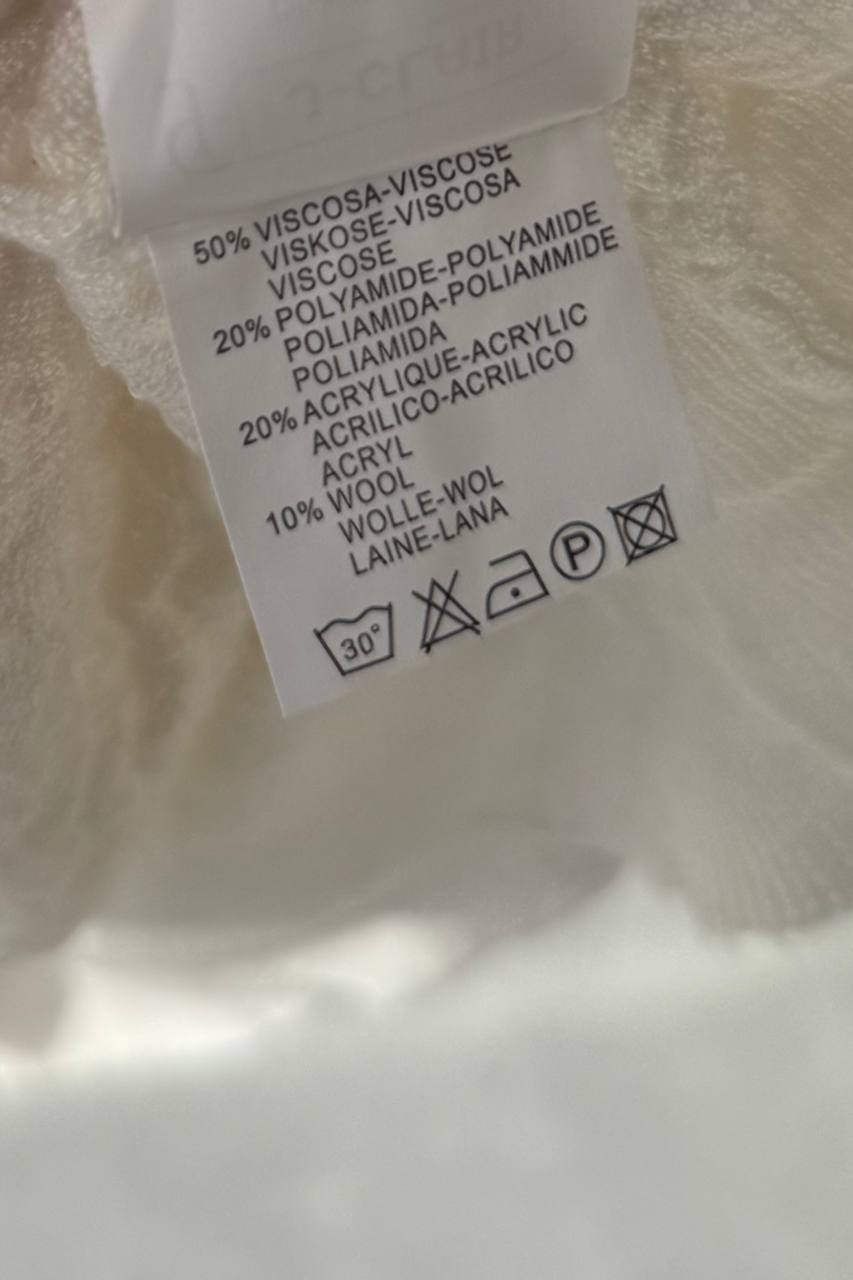 50% VISCOSA-VISCOSE
VISKOSE-VISCOSA
VISCOSE
20% POLYAMIDE-POLYAMIDE
POLIAMIDA-POLIAMMIDE
POLIAMIDA
20% ACRYLIQUE-ACRYLIC
ACRILICO-ACRILICO
ACRYL
10% WOOL
WOLLE-WOL
LAINE-LANA
30°
P